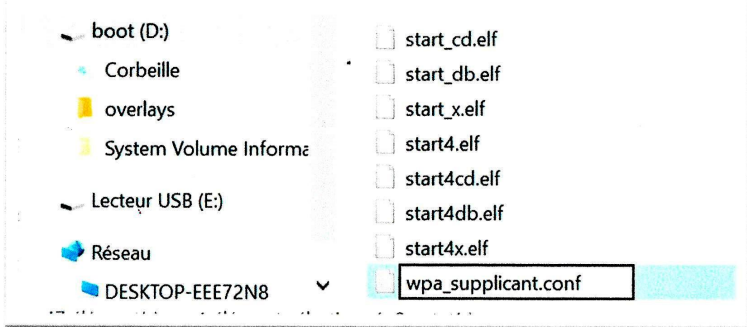 boot (D:)
Corbeille
overlays
System Volume Informa
Lecteur USB (E:)
Réseau
DESKTOP-EEE72N8
start_cd.elf
start_db.elf
start_x.elf
start4.elf
start4cd.elf
start4db.elf
start4x.elf
wpa_supplicant.conf